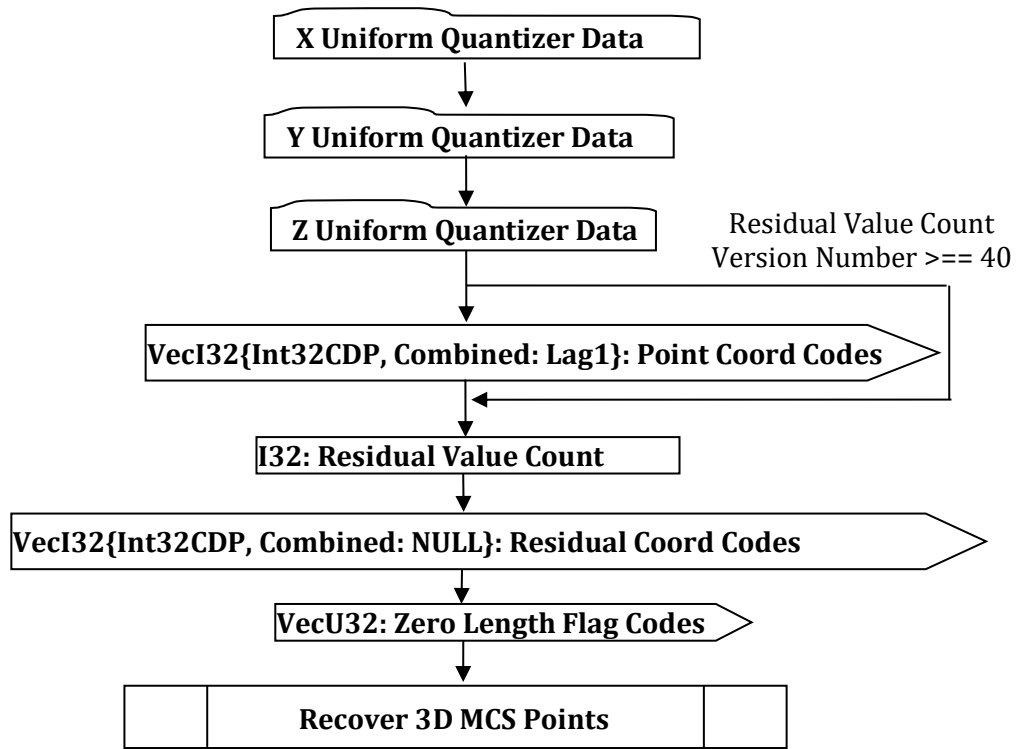 X Uniform Quantizer Data
Y Uniform Quantizer Data
Z Uniform Quantizer Data
Residual Value Count
Version Number >== 40
VecI32{Int32CDP, Combined: Lag1}: Point Coord Codes
I32: Residual Value Count
VecI32{Int32CDP, Combined: NULL}: Residual Coord Codes
VecU32: Zero Length Flag Codes
Recover 3D MCS Points